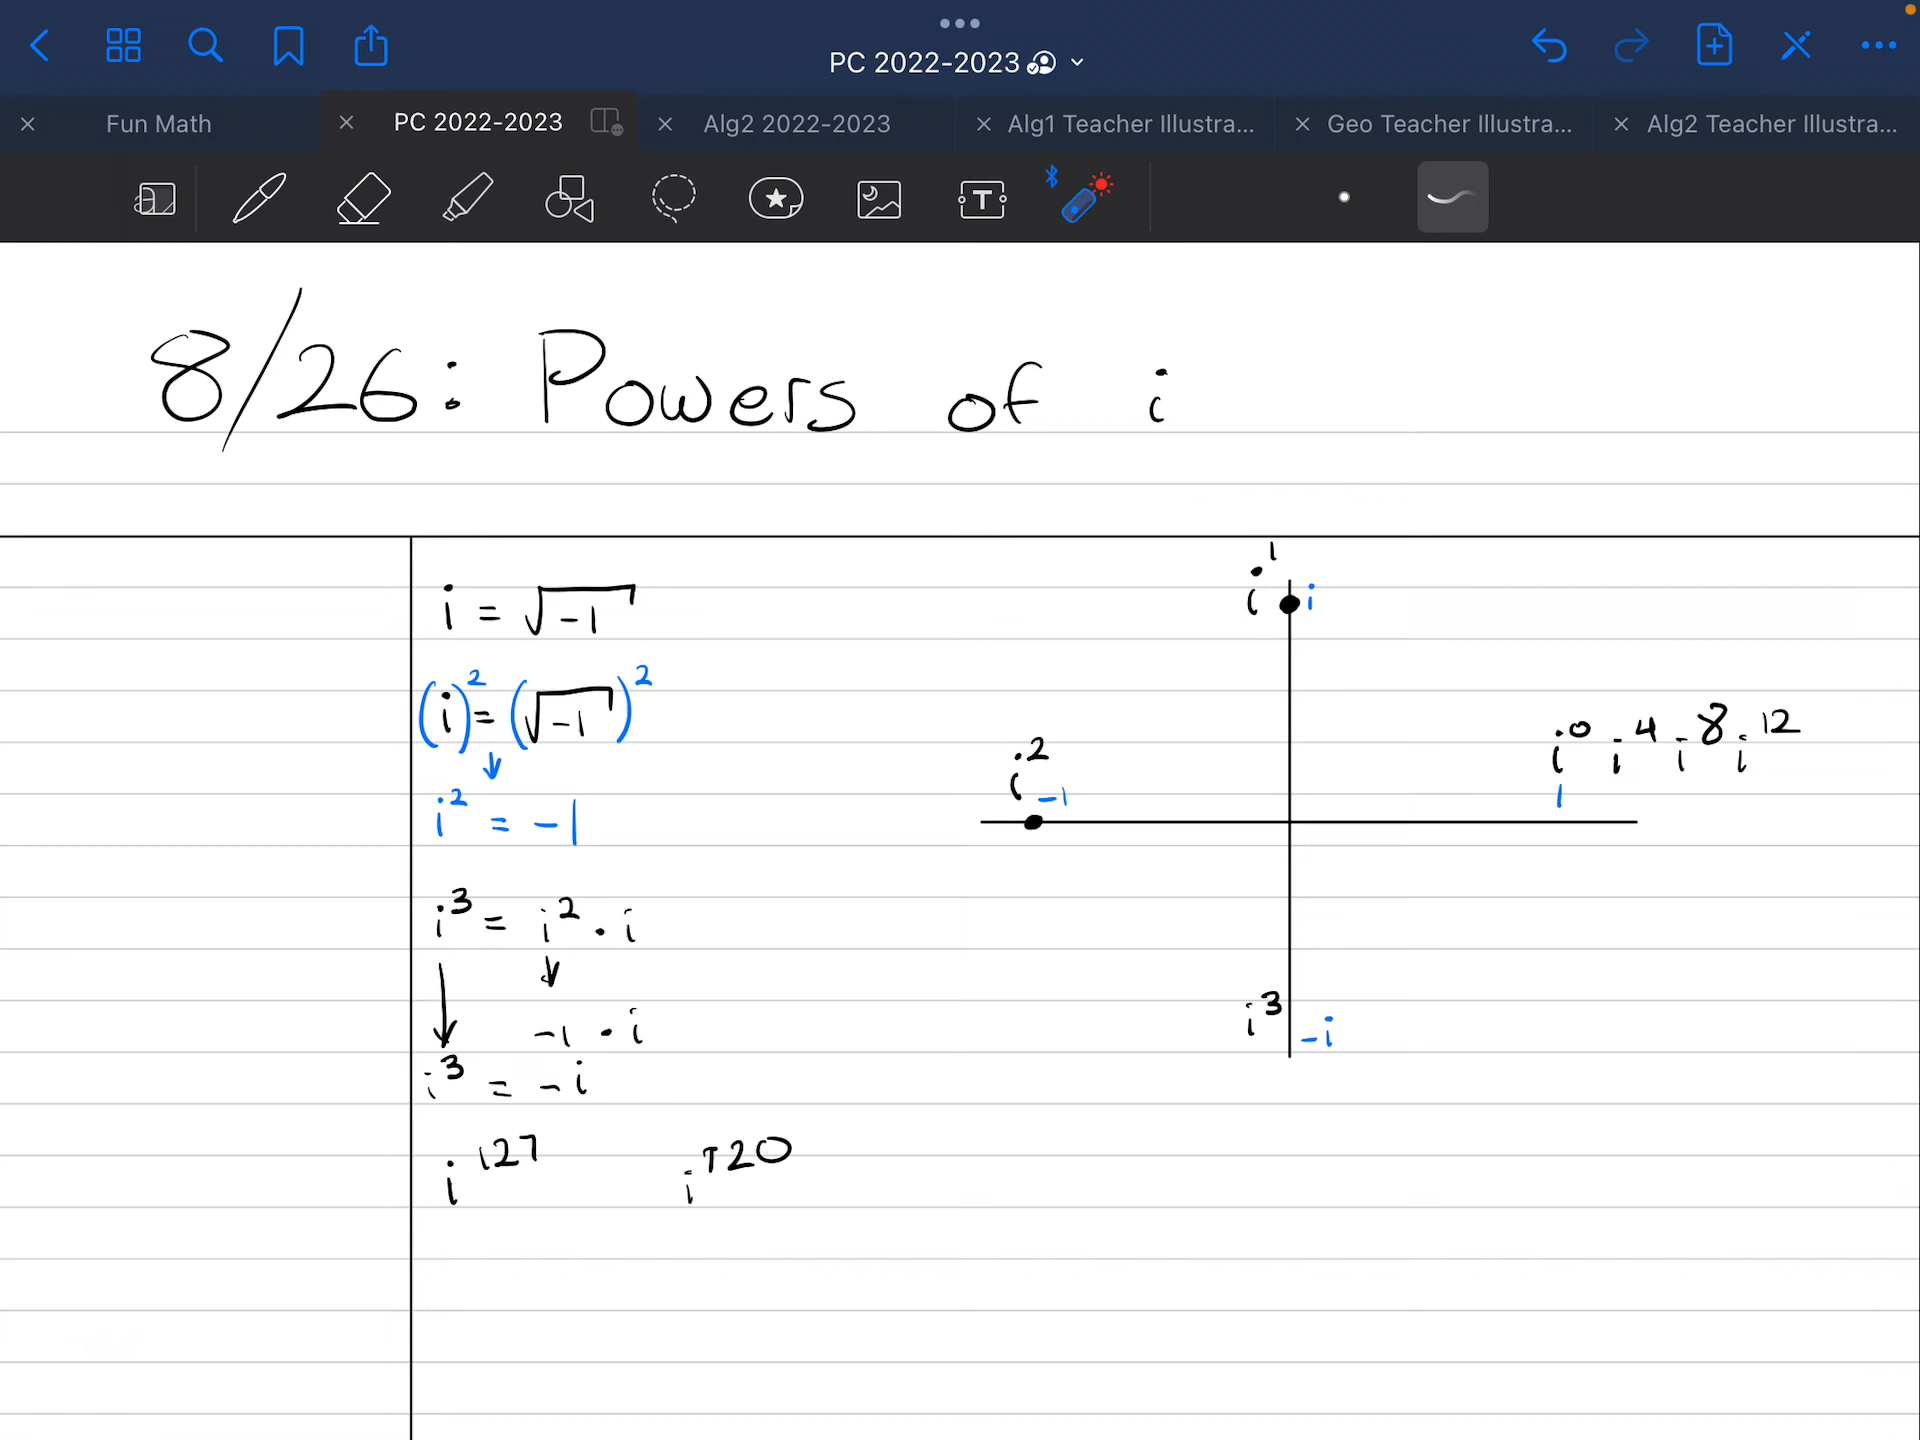 PC 2022-2023
Fun Math
PC 2022-2023
Alg2 2022-2023
Alg1 Teacher Illustra...
Geo Teacher Illustra...
Alg2 Teacher Illustra...
8/26: Powers of i
i = √-1
(i)² = (√-1)²
i² = -1
i³ = i² · i
-1 · i
i³ = -i
i¹²⁷ i⁷²⁰
i¹ i
i² -1
i⁰ i⁴ i⁸ i¹²
1
i³ -i